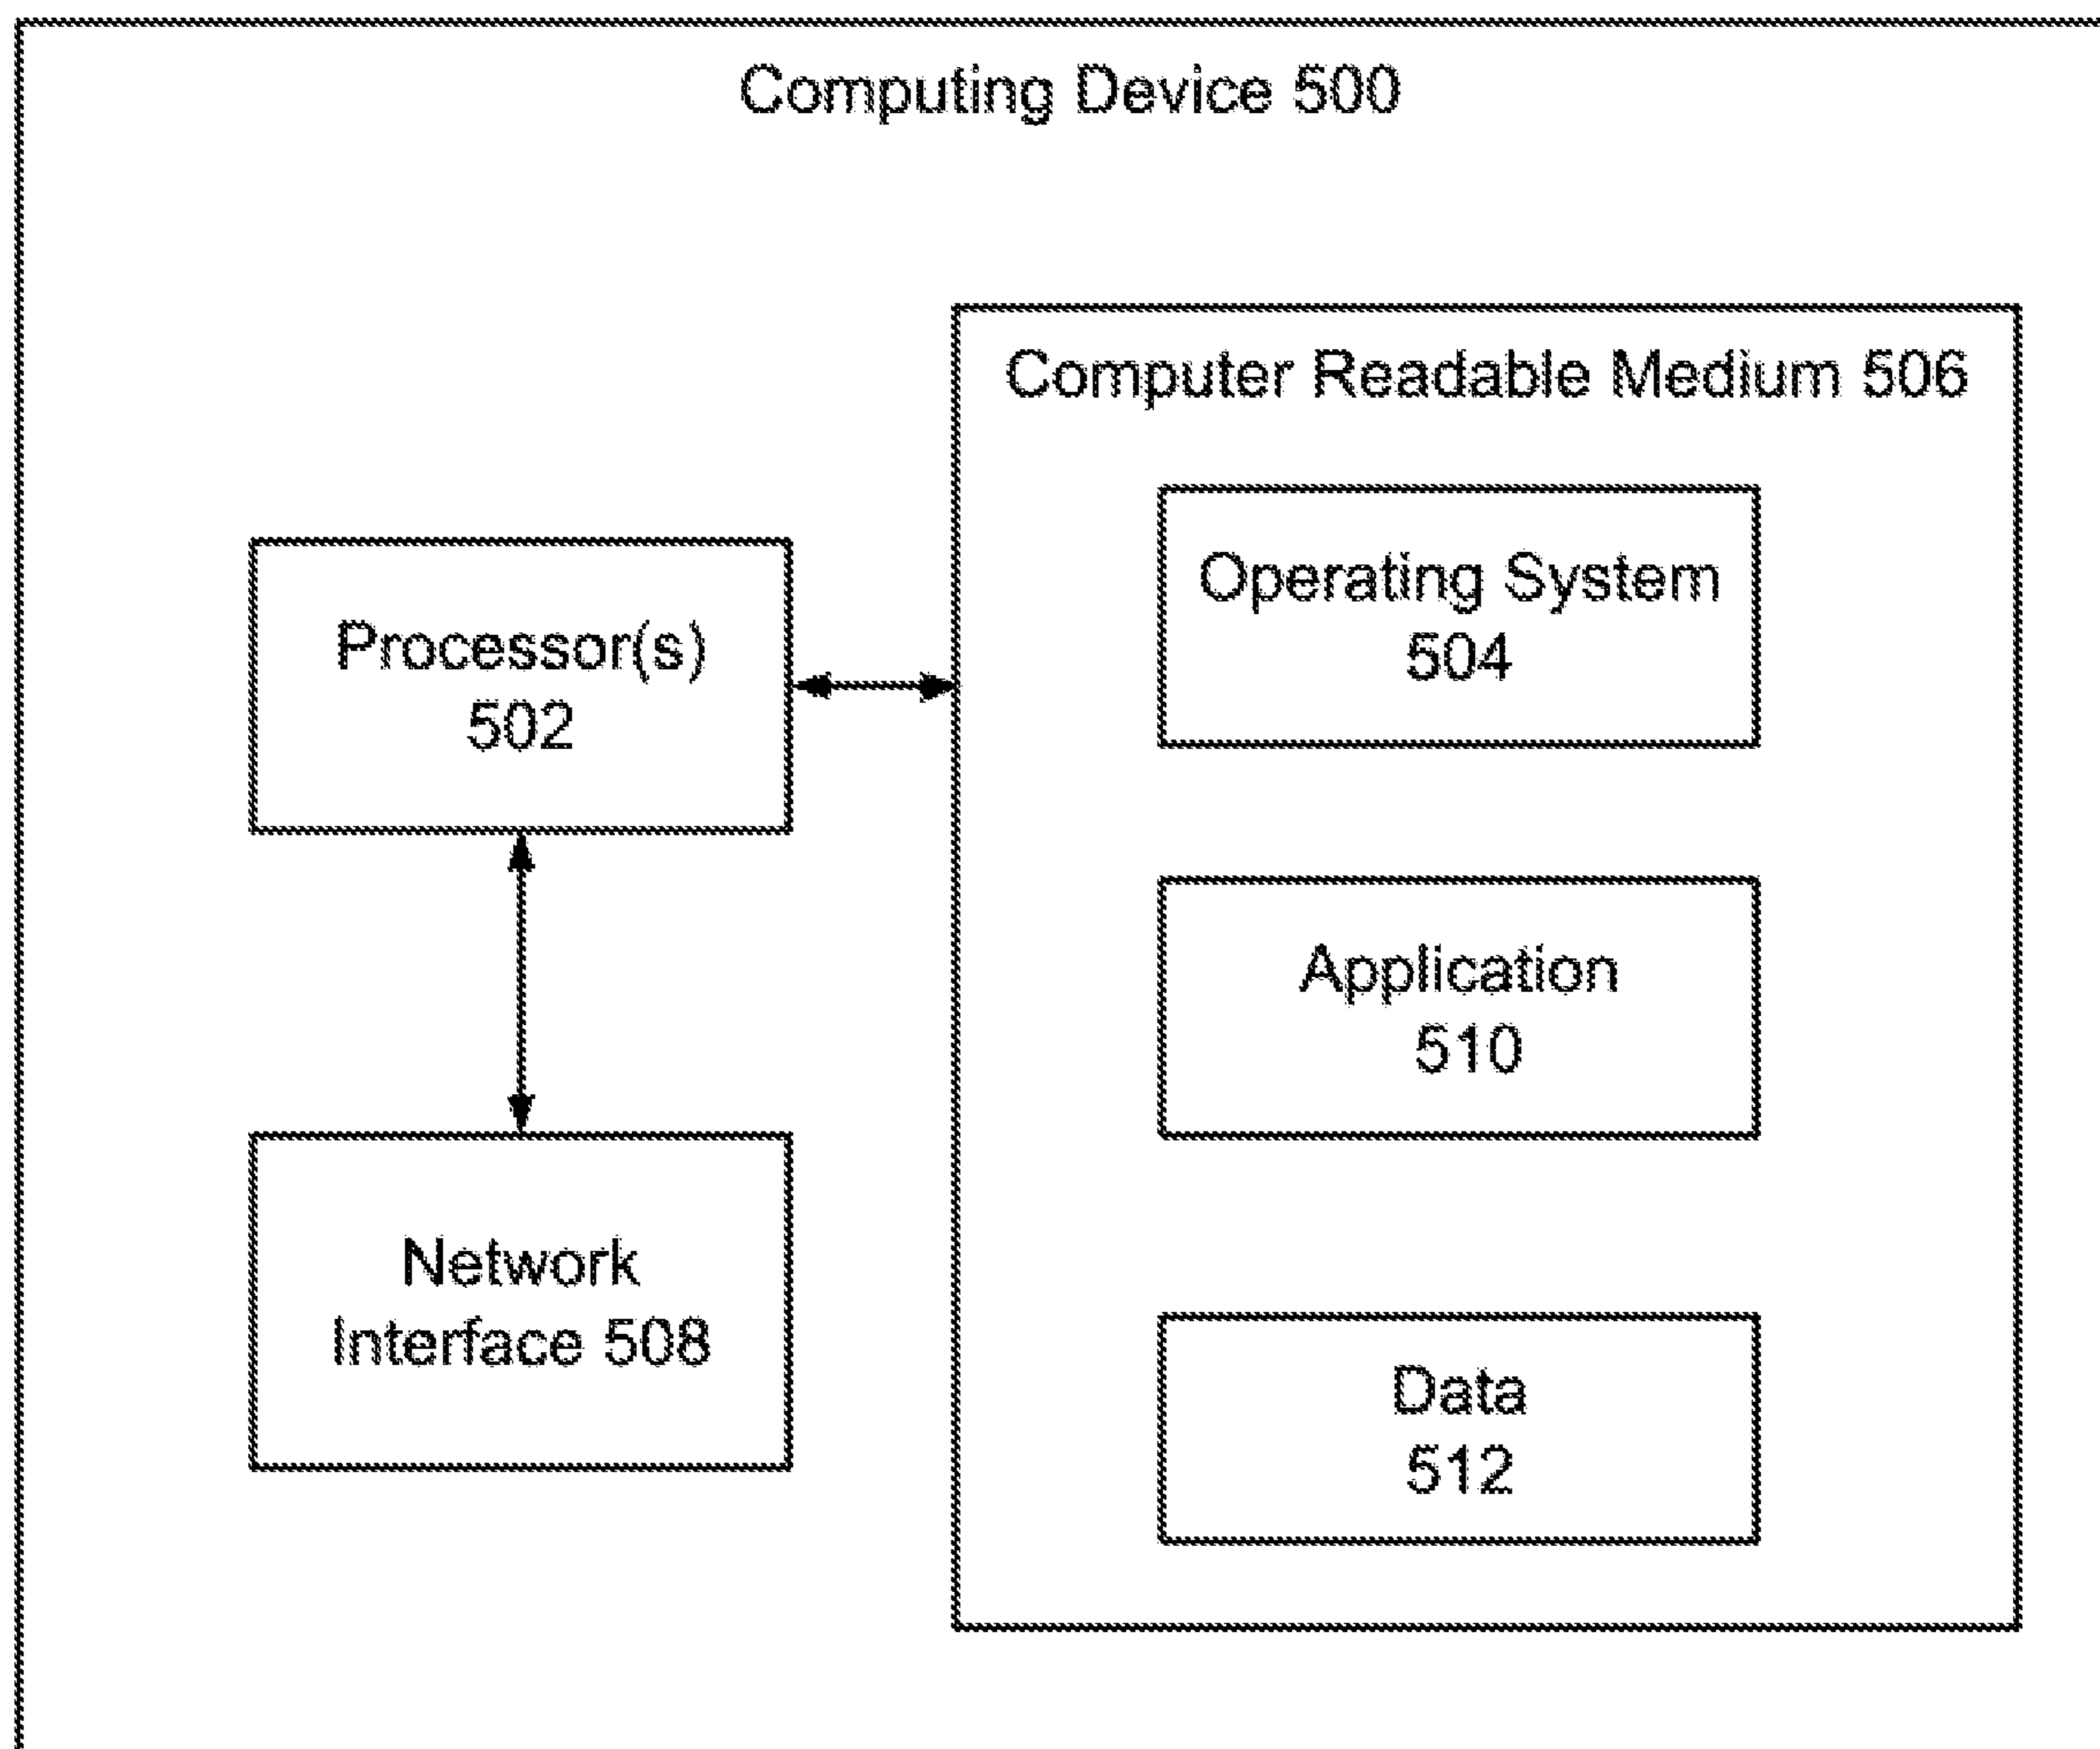 Computing Device 500
Computer Readable Medium 506
Operating System
504
Processor(s)
502
Application
510
Network
Interface 508
Data
512